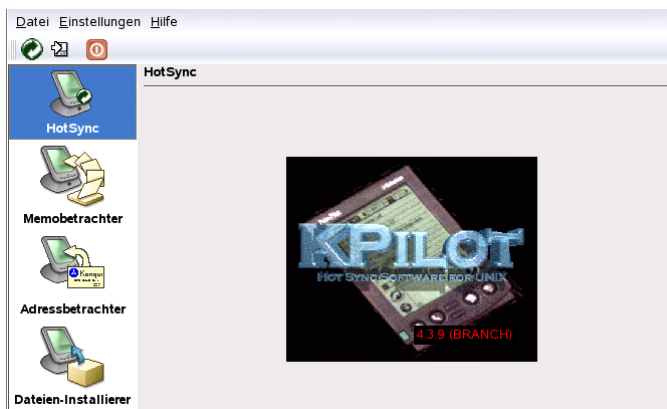 Datei Einstellungen Hilfe
HotSync
HotSync
Memobetrachter
Adressbetrachter
Dateien-Installierer
KPILOT
HOT SYNC SOFTWARE FOR UNIX
4.3.9 (BRANCH)